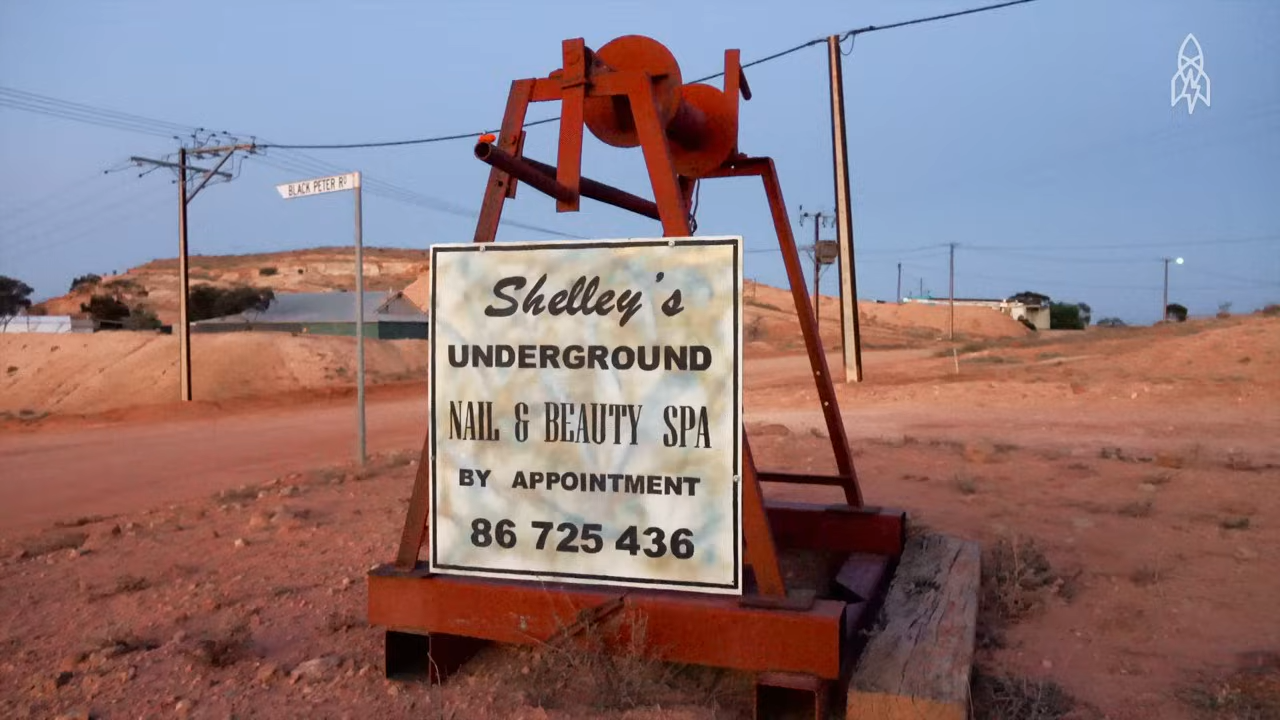 BLACK PETER RD
Shelley's
UNDERGROUND
NAIL & BEAUTY SPA
BY APPOINTMENT
86 725 436